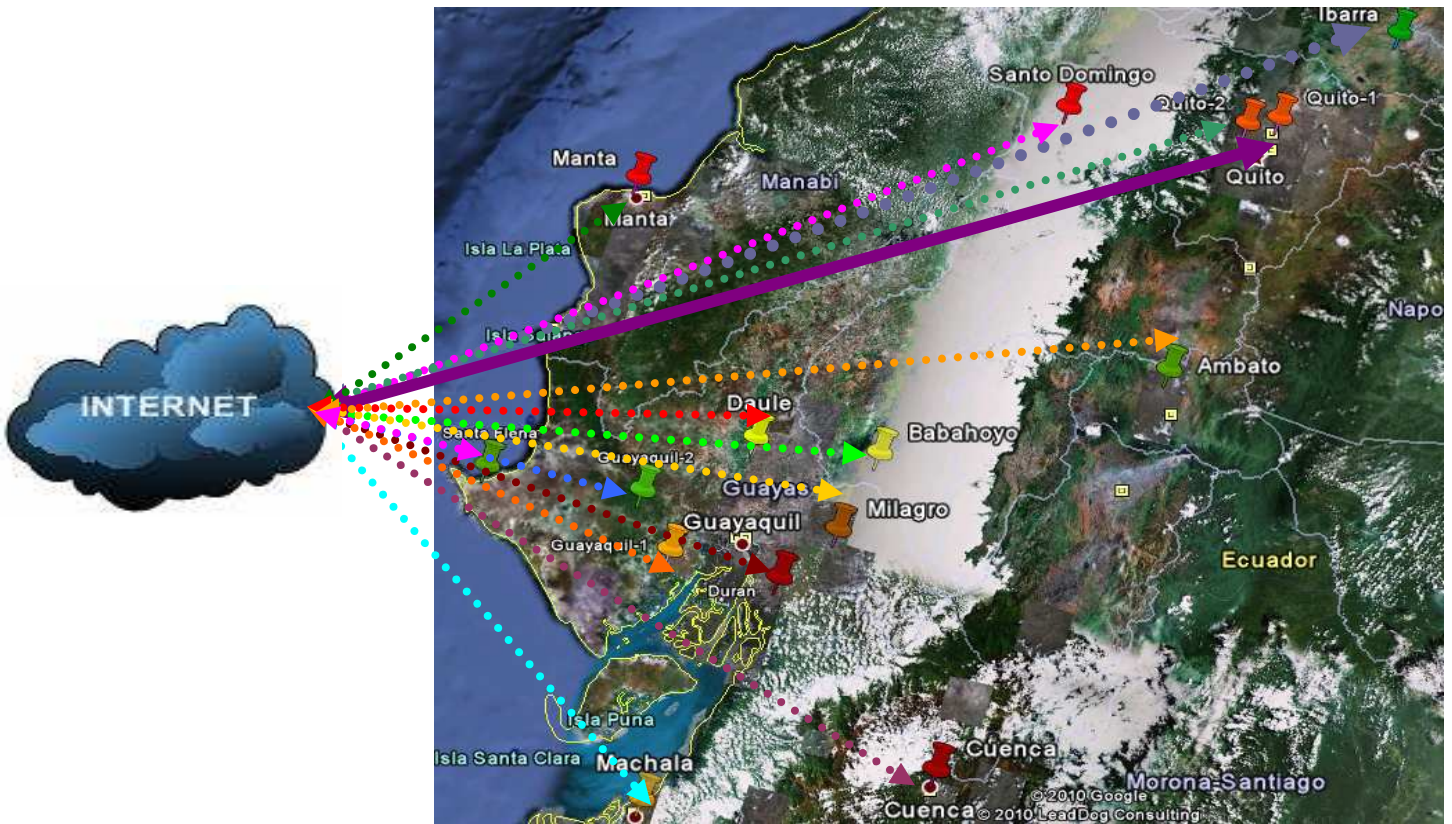 Ibarra
Santo Domingo
Quito-2
Quito-1
Manta
Manabi
Quito
Manta
Isla La Plata
Napo
Isla
Ambato
INTERNET
Daule
Santa Elena
Babahoyo
Guayaquil-2
Guayas
Milagro
Guayaquil
Guayaquil-1
Ecuador
Duran
Isla Puna
Cuenca
Isla Santa Clara
Machala
Morona-Santiago
© 2010 Google
Cuenca
© 2010 LeadDog Consulting